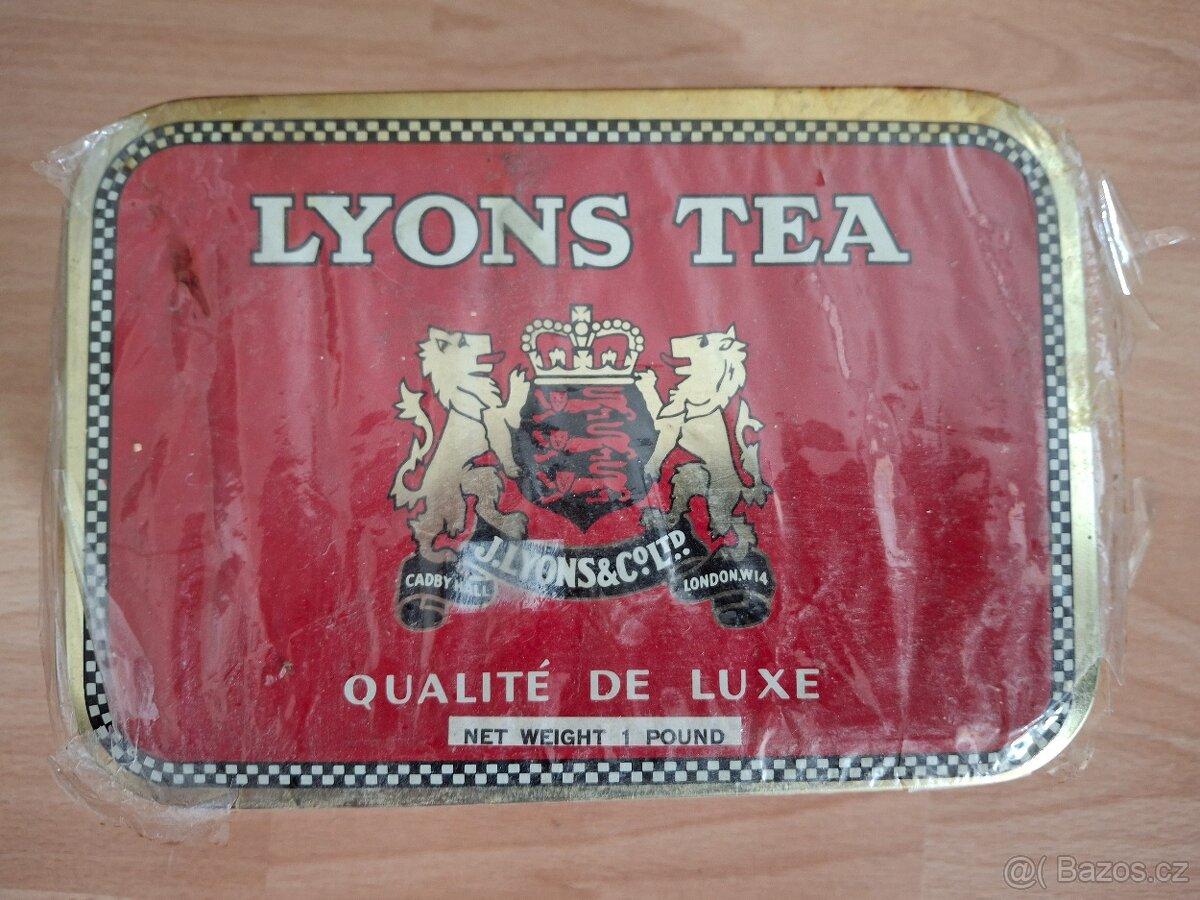 LYONS TEA
J. LYONS & CO. LTD.
CADBY HALL
LONDON. W14
QUALITÉ DE LUXE
NET WEIGHT 1 POUND
@( Bazos.cz